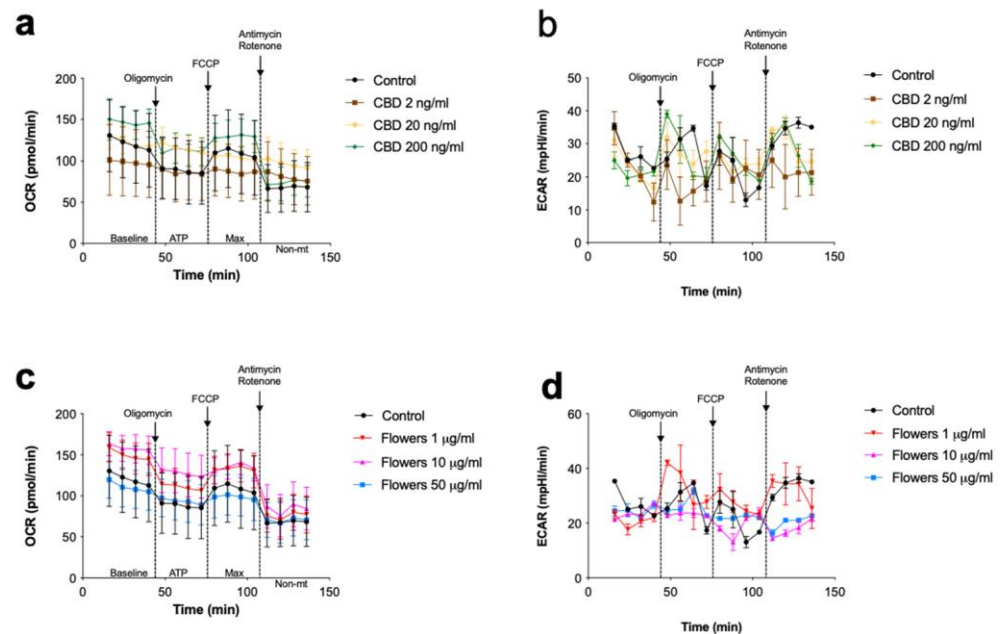 a
Antimycin
Rotenone
FCCP
Oligomycin
200
150
100
50
0
OCR (pmol/min)
Baseline
ATP
Max
Non-mt
0
50
100
150
Time (min)
Control
CBD 2 ng/ml
CBD 20 ng/ml
CBD 200 ng/ml
b
Antimycin
Rotenone
FCCP
Oligomycin
50
40
30
20
10
0
ECAR (mpH/min)
0
50
100
150
Time (min)
Control
CBD 2 ng/ml
CBD 20 ng/ml
CBD 200 ng/ml
c
Antimycin
Rotenone
FCCP
Oligomycin
200
150
100
50
0
OCR (pmol/min)
Baseline
ATP
Max
Non-mt
0
50
100
150
Time (min)
Control
Flowers 1 μg/ml
Flowers 10 μg/ml
Flowers 50 μg/ml
d
Antimycin
Rotenone
FCCP
Oligomycin
60
40
20
0
ECAR (mpH/min)
0
50
100
150
Time (min)
Control
Flowers 1 μg/ml
Flowers 10 μg/ml
Flowers 50 μg/ml